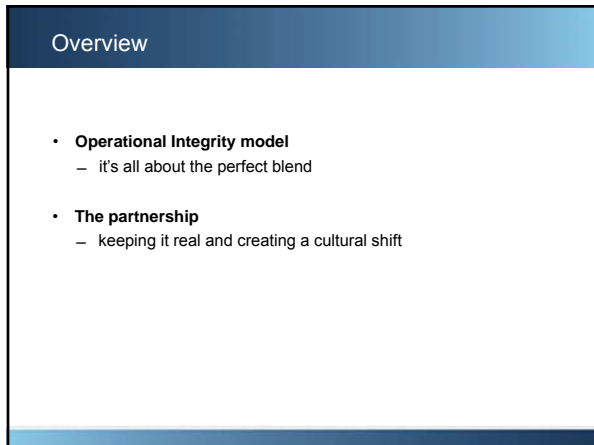 Overview
• Operational Integrity model
– it's all about the perfect blend
• The partnership
– keeping it real and creating a cultural shift